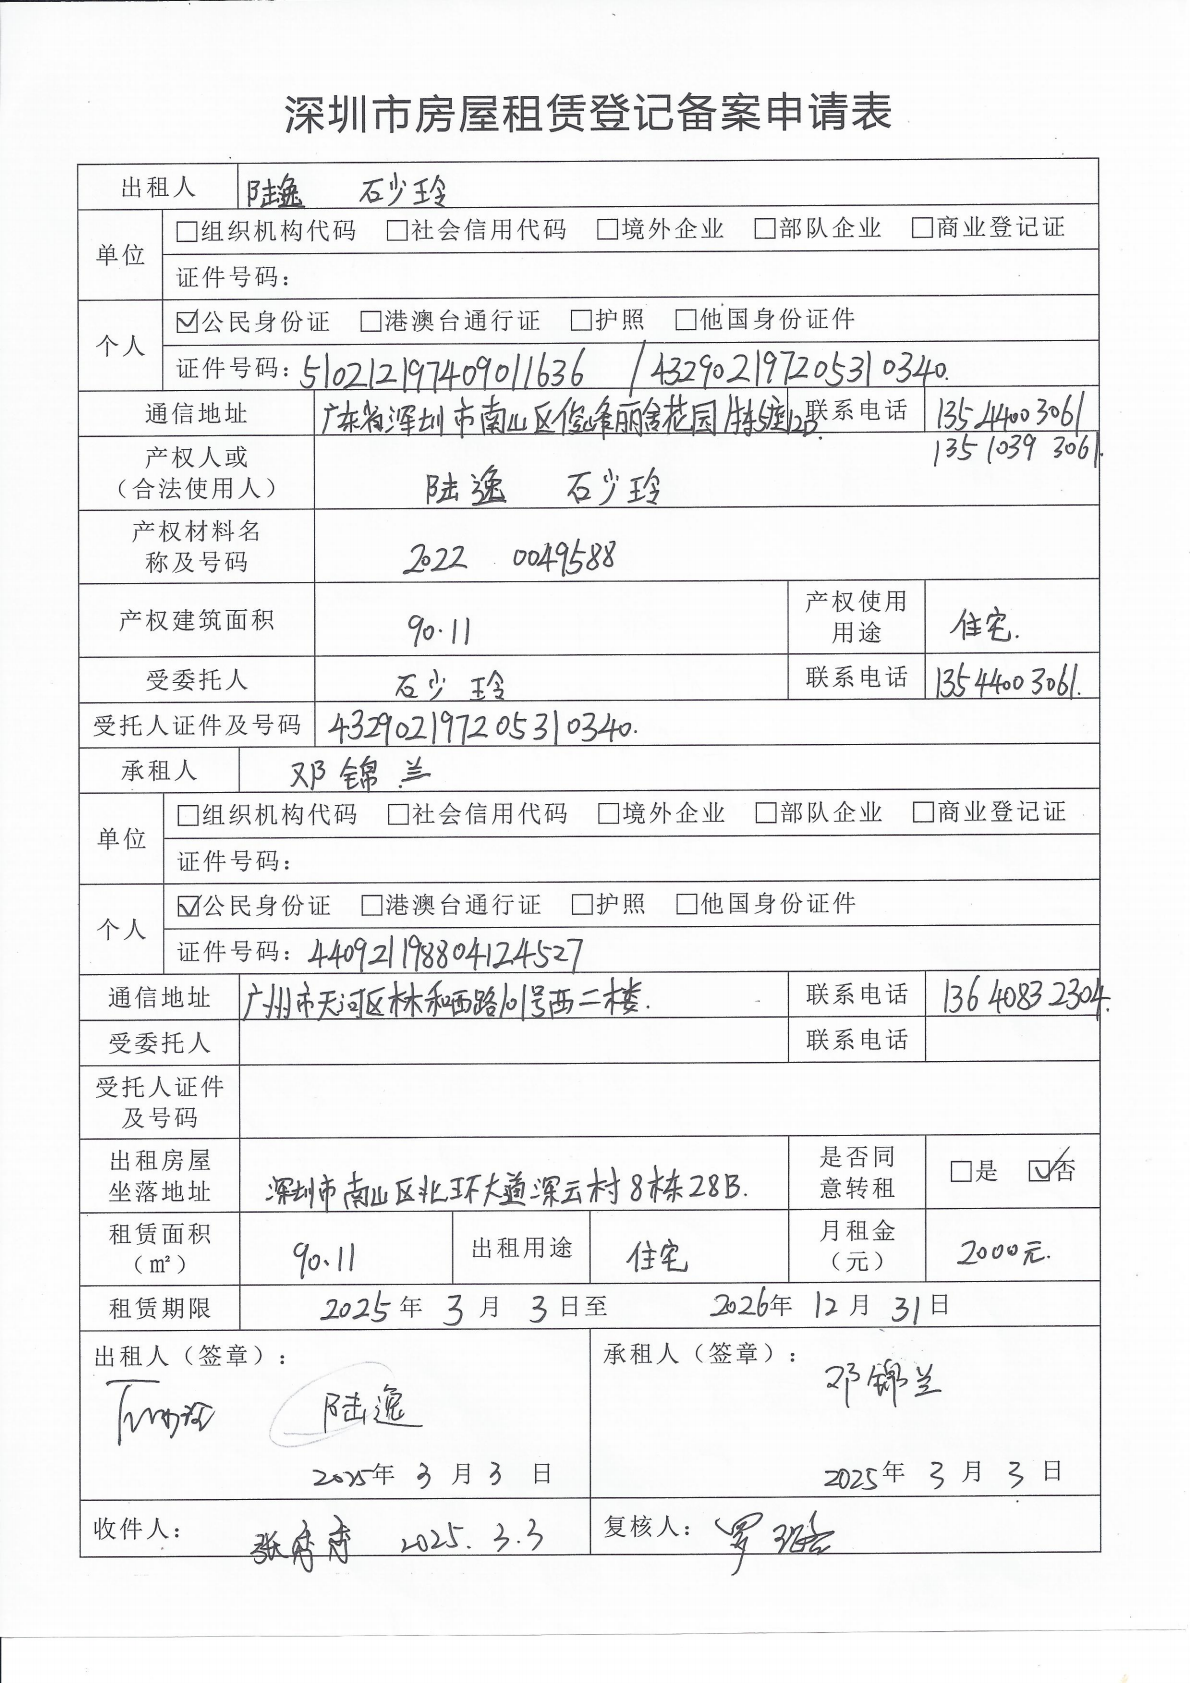 深圳市房屋租赁登记备案申请表
出租人 陆逸 石少玲
单位 □组织机构代码 □社会信用代码 □境外企业 □部队企业 □商业登记证
证件号码：
个人 ☑公民身份证 □港澳台通行证 □护照 □他国身份证件
证件号码：510212197409011636 / 432902197205310340.
通信地址 广东省深圳市南山区俊峰丽舍花园 12B. 联系电话 13544003061
13510393061.
产权人或（合法使用人） 陆逸 石少玲
产权材料名称及号码 2022 0049588
产权建筑面积 90.11 产权使用用途 住宅.
受委托人 石少玲 联系电话 13544003061.
受托人证件及号码 432902197205310340.
承租人 邓锦兰
单位 □组织机构代码 □社会信用代码 □境外企业 □部队企业 □商业登记证
证件号码：
个人 ☑公民身份证 □港澳台通行证 □护照 □他国身份证件
证件号码：440921198804124527
通信地址 广州市天河区林和西路101号西二楼. 联系电话 13640832304.
受委托人 联系电话
受托人证件及号码
出租房屋坐落地址 深圳市南山区北环大道深云村8栋28B. 是否同意转租 □是 ☑否
租赁面积（㎡） 90.11 出租用途 住宅 月租金（元） 2000元.
租赁期限 2025年3月3日至 2026年12月31日
出租人（签章）： 陆逸
2025年3月3日
承租人（签章）： 邓锦兰
2025年3月3日
收件人： 2025.3.3
复核人：